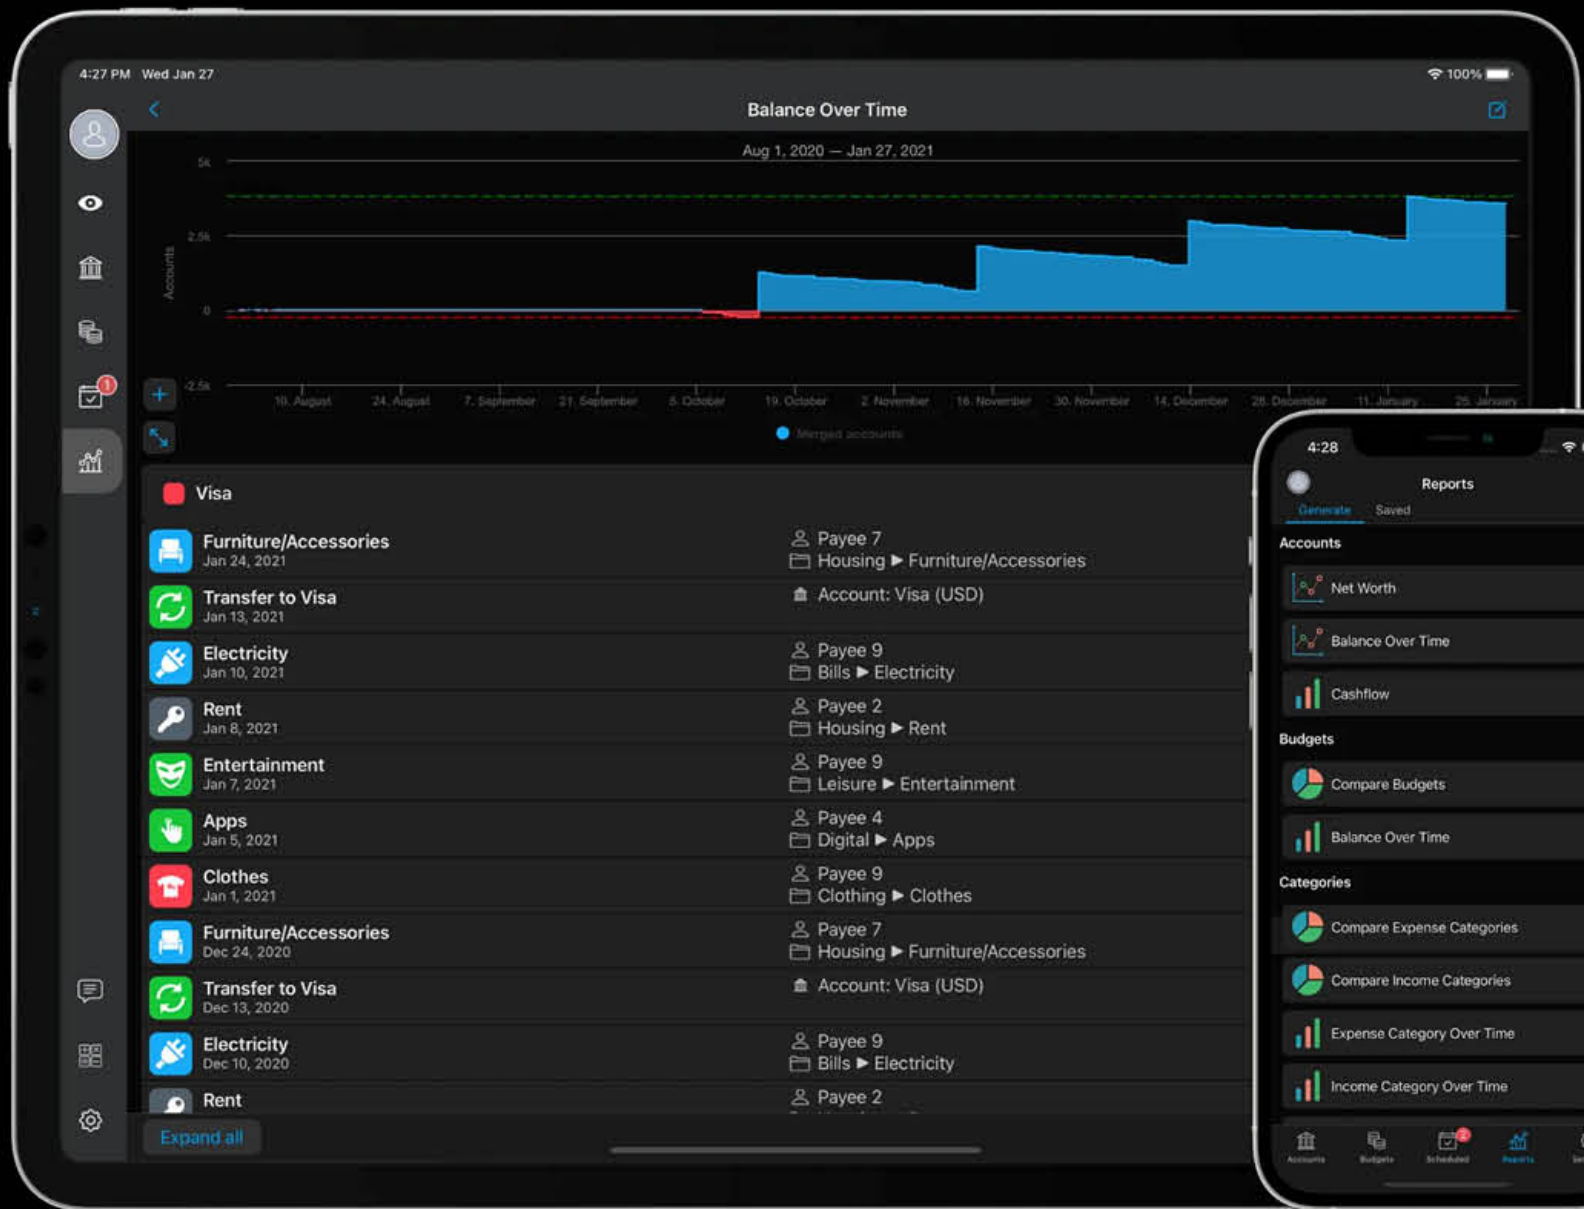 4:27 PM Wed Jan 27
100%
Balance Over Time
Aug 1, 2020 — Jan 27, 2021
5k
2.5k
0
-2.5k
Accounts
10. August 24. August 7. September 21. September 5. October 19. October 2. November 16. November 30. November 14. December 28. December 11. January 25. January
Merged accounts
1
Visa
Furniture/Accessories
Jan 24, 2021
Payee 7
Housing ▶ Furniture/Accessories
Transfer to Visa
Jan 13, 2021
Account: Visa (USD)
Electricity
Jan 10, 2021
Payee 9
Bills ▶ Electricity
Rent
Jan 8, 2021
Payee 2
Housing ▶ Rent
Entertainment
Jan 7, 2021
Payee 9
Leisure ▶ Entertainment
Apps
Jan 5, 2021
Payee 4
Digital ▶ Apps
Clothes
Jan 1, 2021
Payee 9
Clothing ▶ Clothes
Furniture/Accessories
Dec 24, 2020
Payee 7
Housing ▶ Furniture/Accessories
Transfer to Visa
Dec 13, 2020
Account: Visa (USD)
Electricity
Dec 10, 2020
Payee 9
Bills ▶ Electricity
Rent
Payee 2
Expand all
4:28
Reports
Generate Saved
Accounts
Net Worth
Balance Over Time
Cashflow
Budgets
Compare Budgets
Balance Over Time
Categories
Compare Expense Categories
Compare Income Categories
Expense Category Over Time
Income Category Over Time
2
Accounts Budgets Scheduled Reports